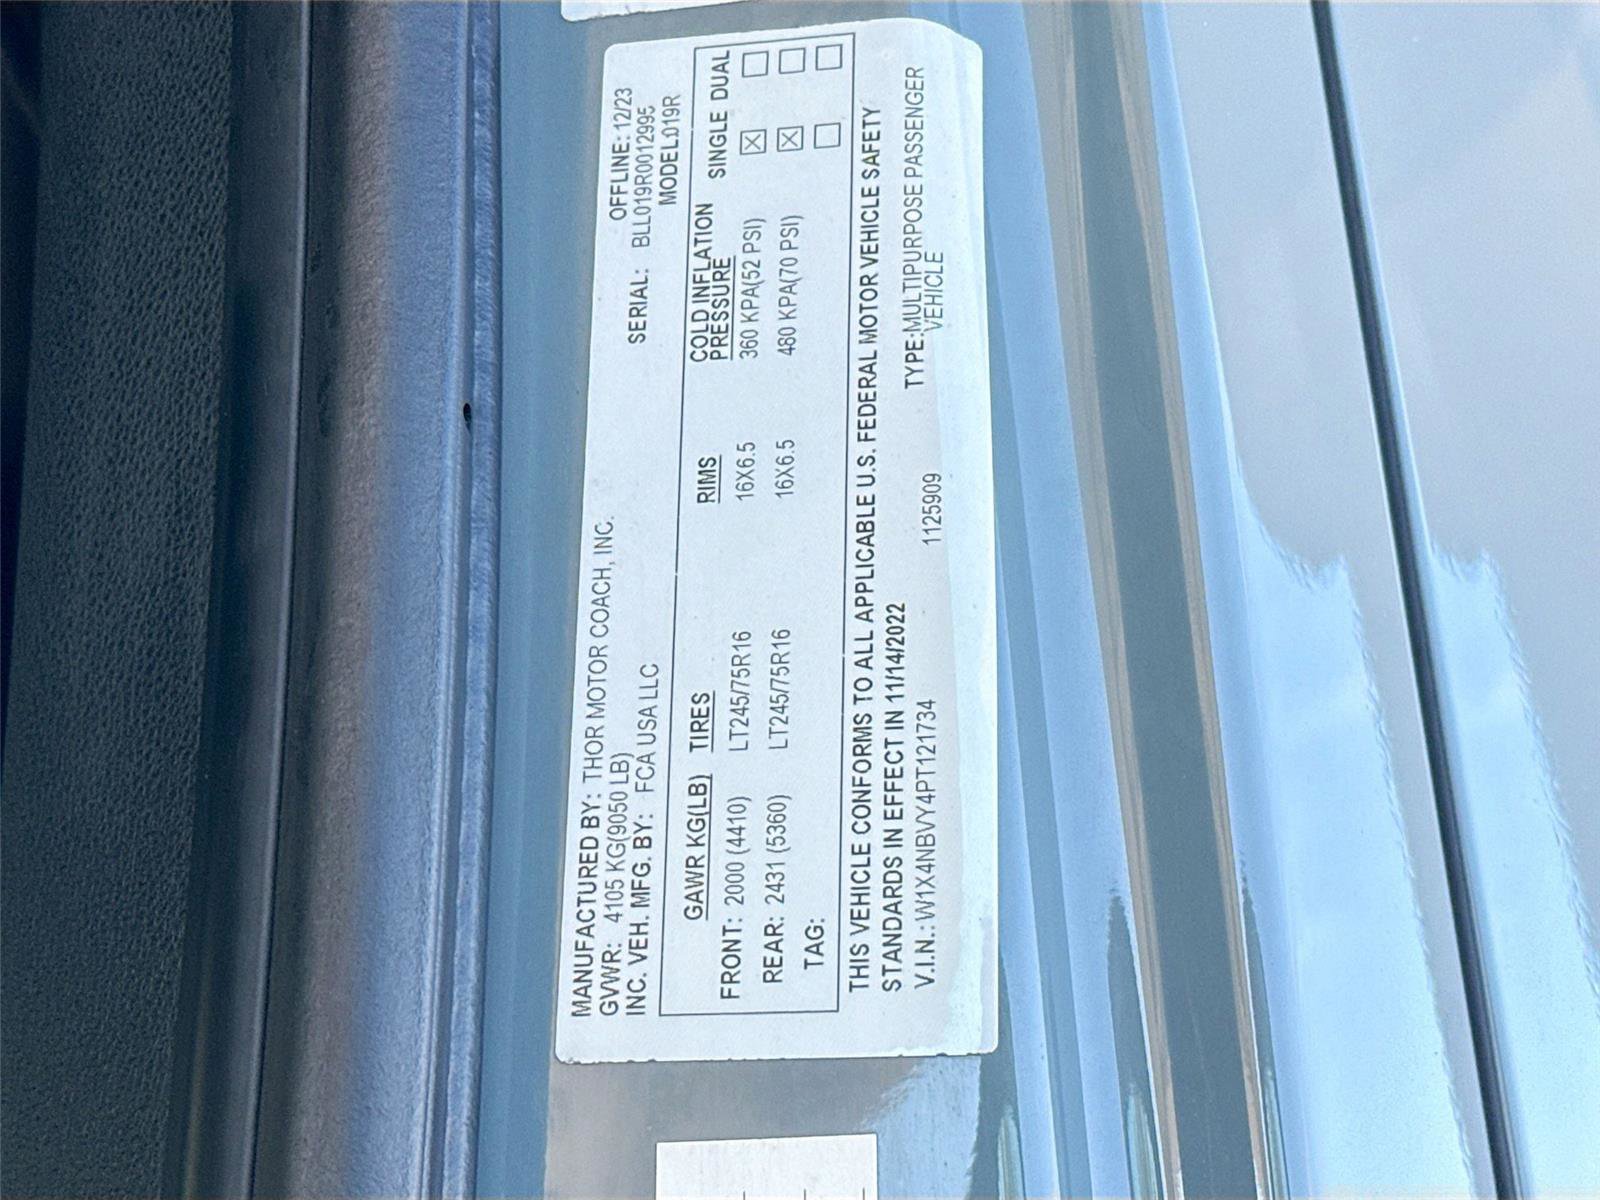 MANUFACTURED BY: THOR MOTOR COACH, INC. OFFLINE: 12/23
GVWR: 4105 KG(9050 LB) SERIAL: BLL019R0012995
INC. VEH. MFG. BY: FCA USA LLC MODEL:019R
GAWR KG(LB) TIRES RIMS COLD INFLATION PRESSURE SINGLE DUAL
FRONT: 2000 (4410) LT245/75R16 16X6.5 360 KPA(52 PSI) ☒ ☐
REAR: 2431 (5360) LT245/75R16 16X6.5 480 KPA(70 PSI) ☒ ☐
TAG: ☐ ☐
THIS VEHICLE CONFORMS TO ALL APPLICABLE U.S. FEDERAL MOTOR VEHICLE SAFETY
STANDARDS IN EFFECT IN 11/14/2022
V.I.N.: W1X4NBVY4PT121734 1125909 TYPE:MULTIPURPOSE PASSENGER
VEHICLE